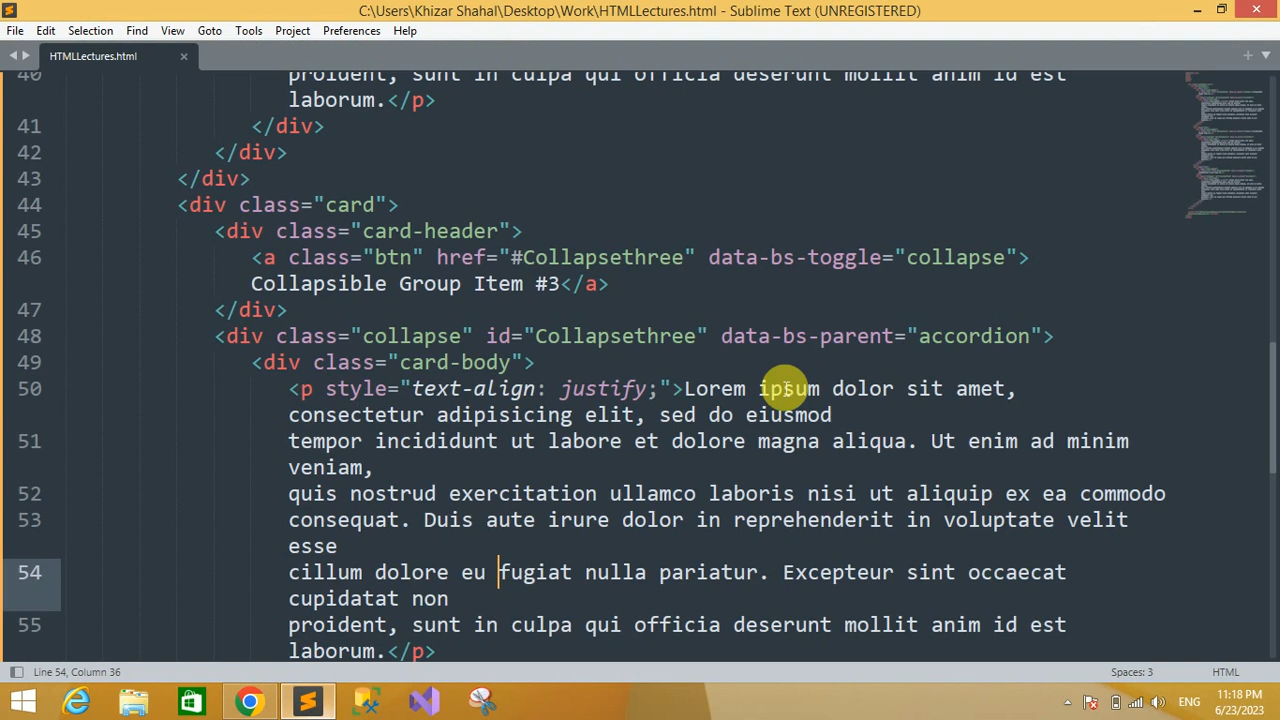 C:\Users\Khizar Shahal\Desktop\Work\HTMLLectures.html - Sublime Text (UNREGISTERED)
File Edit Selection Find View Goto Tools Project Preferences Help
HTMLLectures.html
40 proident, sunt in culpa qui officia deserunt mollit anim id est
laborum.</p>
41 </div>
42 </div>
43 </div>
44 <div class="card">
45 <div class="card-header">
46 <a class="btn" href="#Collapsethree" data-bs-toggle="collapse">
Collapsible Group Item #3</a>
47 </div>
48 <div class="collapse" id="Collapsethree" data-bs-parent="accordion">
49 <div class="card-body">
50 <p style="text-align: justify;">Lorem ipsum dolor sit amet,
consectetur adipisicing elit, sed do eiusmod
51 tempor incididunt ut labore et dolore magna aliqua. Ut enim ad minim
veniam,
52 quis nostrud exercitation ullamco laboris nisi ut aliquip ex ea commodo
53 consequat. Duis aute irure dolor in reprehenderit in voluptate velit
esse
54 cillum dolore eu fugiat nulla pariatur. Excepteur sint occaecat
cupidatat non
55 proident, sunt in culpa qui officia deserunt mollit anim id est
laborum.</p>
Line 54, Column 36 Spaces: 3 HTML
ENG 11:18 PM
6/23/2023